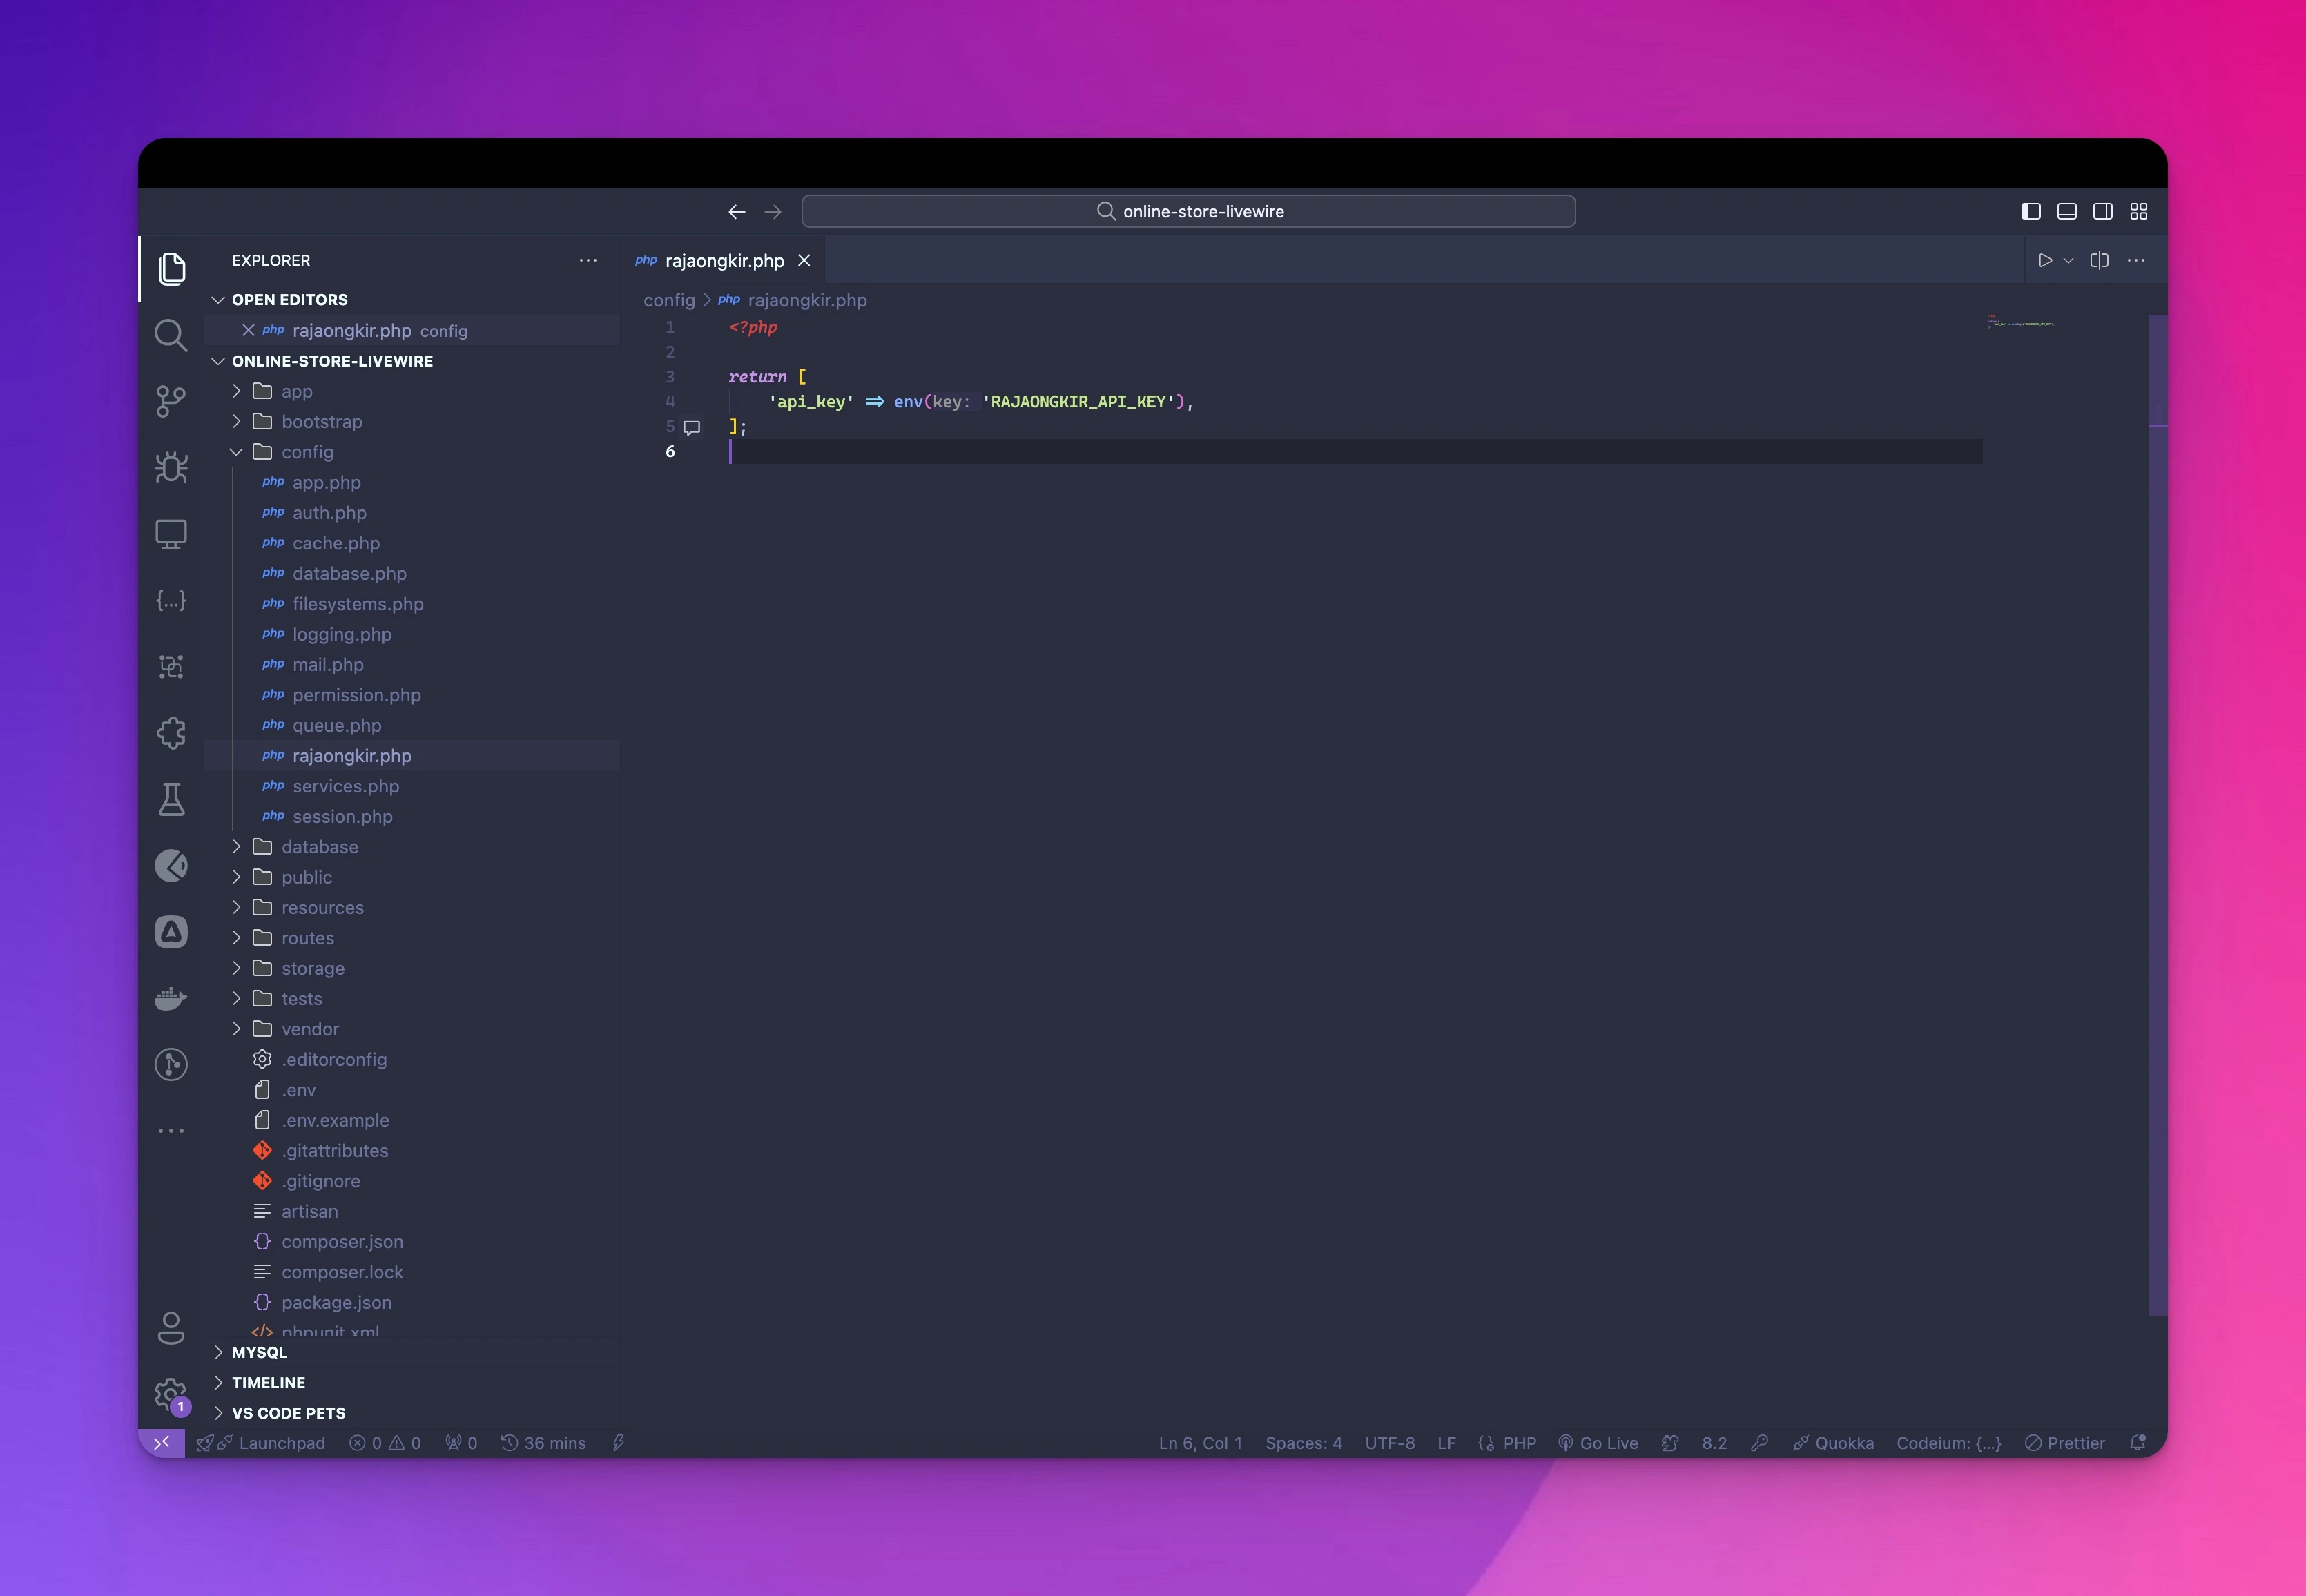 online-store-livewire
EXPLORER
OPEN EDITORS
php rajaongkir.php config
ONLINE-STORE-LIVEWIRE
app
bootstrap
config
php app.php
php auth.php
php cache.php
php database.php
php filesystems.php
php logging.php
php mail.php
php permission.php
php queue.php
php rajaongkir.php
php services.php
php session.php
database
public
resources
routes
storage
tests
vendor
.editorconfig
.env
.env.example
.gitattributes
.gitignore
artisan
composer.json
composer.lock
package.json
phpunit.xml
MYSQL
TIMELINE
VS CODE PETS
1
php rajaongkir.php
config > php rajaongkir.php
1 <?php
2
3 return [
4 'api_key' => env(key: 'RAJAONGKIR_API_KEY'),
5 ];
6
Launchpad 0 0 0 36 mins Ln 6, Col 1 Spaces: 4 UTF-8 LF PHP Go Live 8.2 Quokka Codeium: {...} Prettier